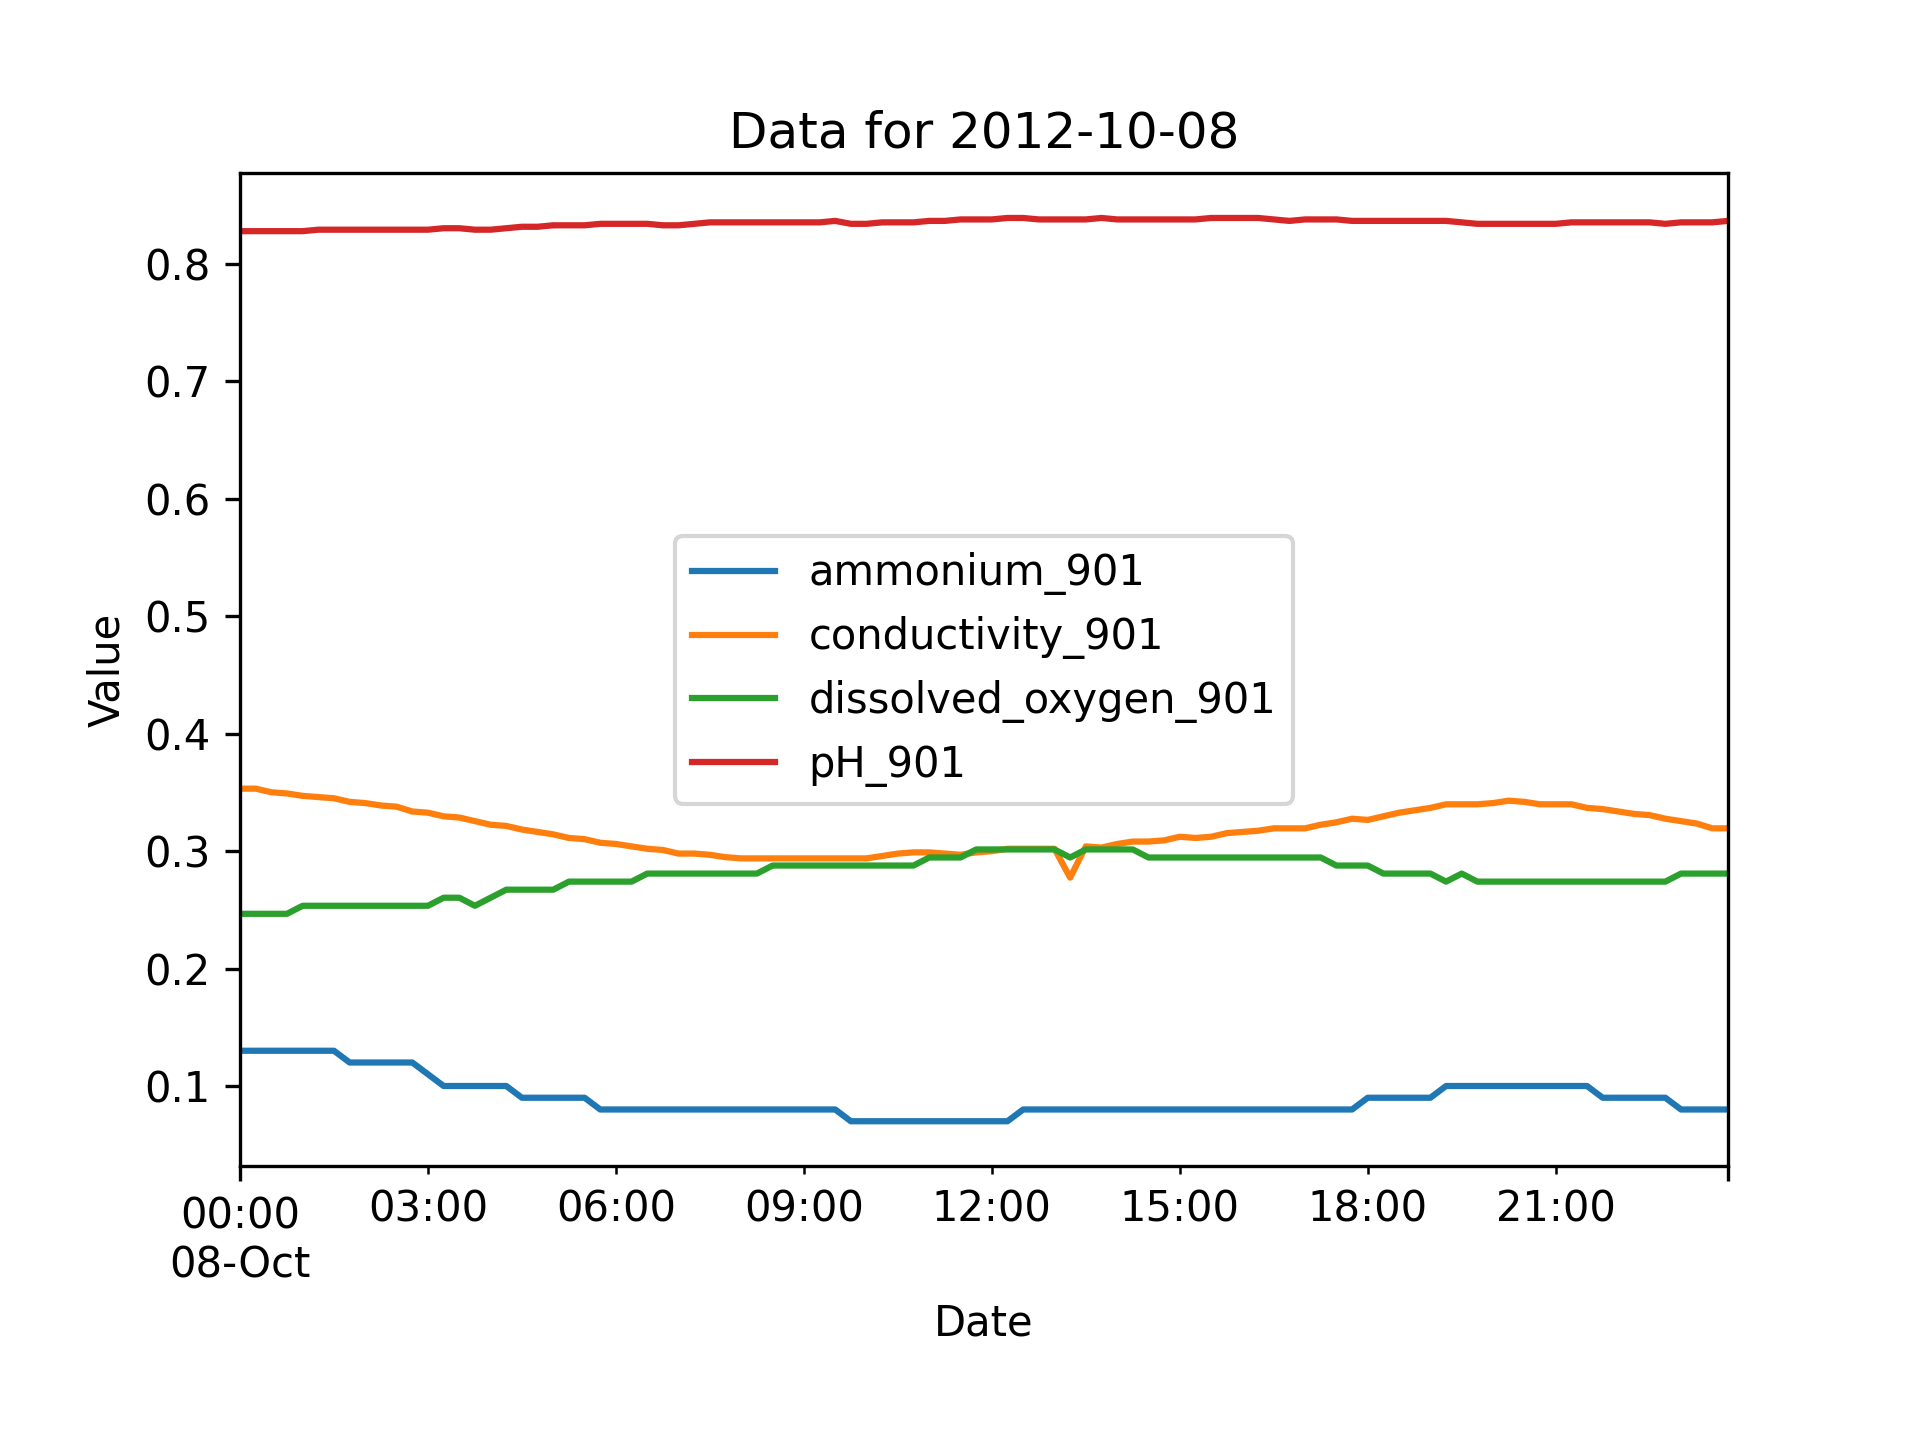 Data for 2012-10-08
Value
0.8
0.7
0.6
0.5
0.4
0.3
0.2
0.1
ammonium_901
conductivity_901
dissolved_oxygen_901
pH_901
00:00 03:00 06:00 09:00 12:00 15:00 18:00 21:00
08-Oct
Date